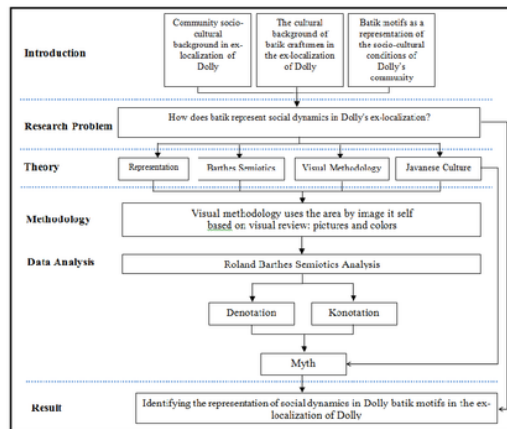 Introduction
Community socio-
cultural
background in ex-
localization of
Dolly
The cultural
background of
batik craftsmen in
the ex-localization
of Dolly
Batik motifs as a
representation of
the socio-cultural
conditions of
Dolly's
community
Research Problem
How does batik represent social dynamics in Dolly's ex-localization?
Theory
Representation
Barthes Semiotics
Visual Methodology
Javanese Culture
Methodology
Visual methodology uses the area by image it self
based on visual review: pictures and colors
Data Analysis
Roland Barthes Semiotics Analysis
Denotation
Konotation
Myth
Result
Identifying the representation of social dynamics in Dolly batik motifs in the ex-
localization of Dolly